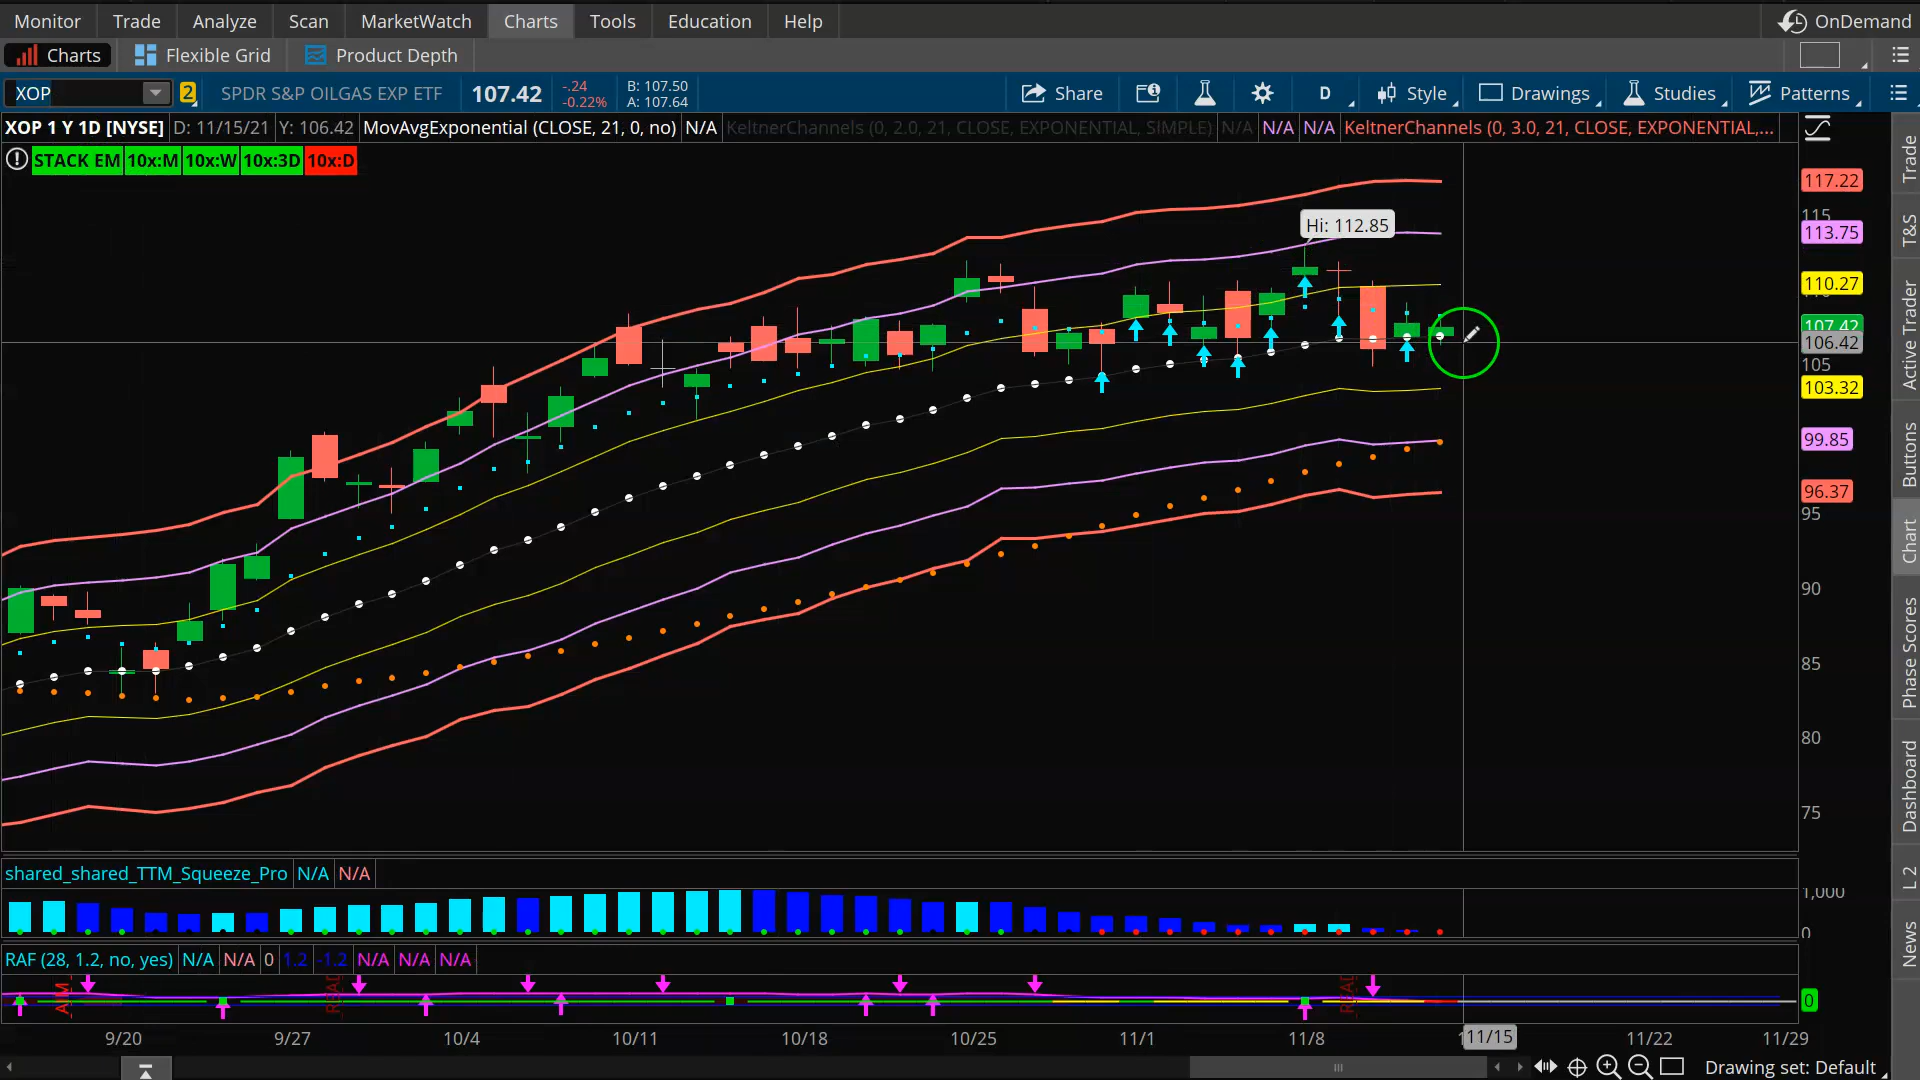 Monitor Trade Analyze Scan MarketWatch Charts Tools Education Help OnDemand
Charts Flexible Grid Product Depth
XOP 2 SPDR S&P OILGAS EXP ETF 107.42 -.24 B: 107.50 Share D Style Drawings Studies Patterns
-0.22% A: 107.64
XOP 1 Y 1D [NYSE] D: 11/15/21 Y: 106.42 MovAvgExponential (CLOSE, 21, 0, no) N/A KeltnerChannels (0, 2.0, 21, CLOSE, EXPONENTIAL, SIMPLE) N/A N/A N/A KeltnerChannels (0, 3.0, 21, CLOSE, EXPONENTIAL,...
STACK EM 10x:M 10x:W 10x:3D 10x:D
117.22
115
Hi: 112.85
113.75
110.27
107.42
106.42
105
103.32
99.85
96.37
95
90
85
80
75
Trade
T&S
Active Trader
Buttons
Chart
Phase Scores
Dashboard
L 2
News
shared_shared_TTM_Squeeze_Pro N/A N/A
1,000
0
RAF (28, 1.2, no, yes) N/A N/A 0 1.2 -1.2 N/A N/A N/A
0
9/20 9/27 10/4 10/11 10/18 10/25 11/1 11/8 11/15 11/22 11/29
Drawing set: Default